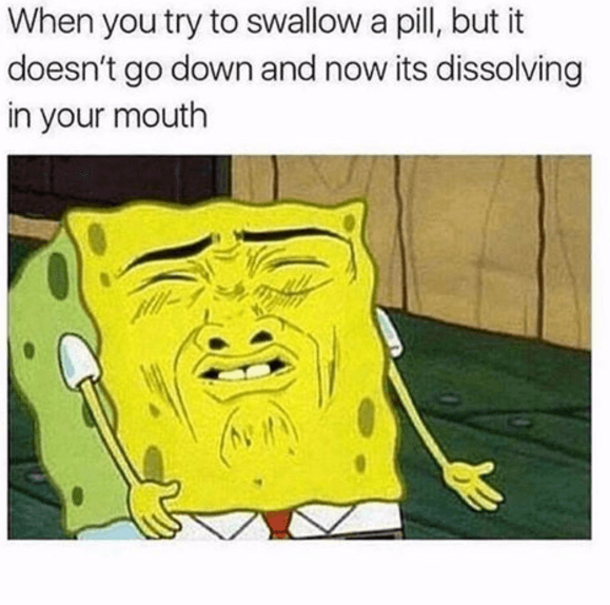 When you try to swallow a pill, but it
doesn't go down and now its dissolving
in your mouth